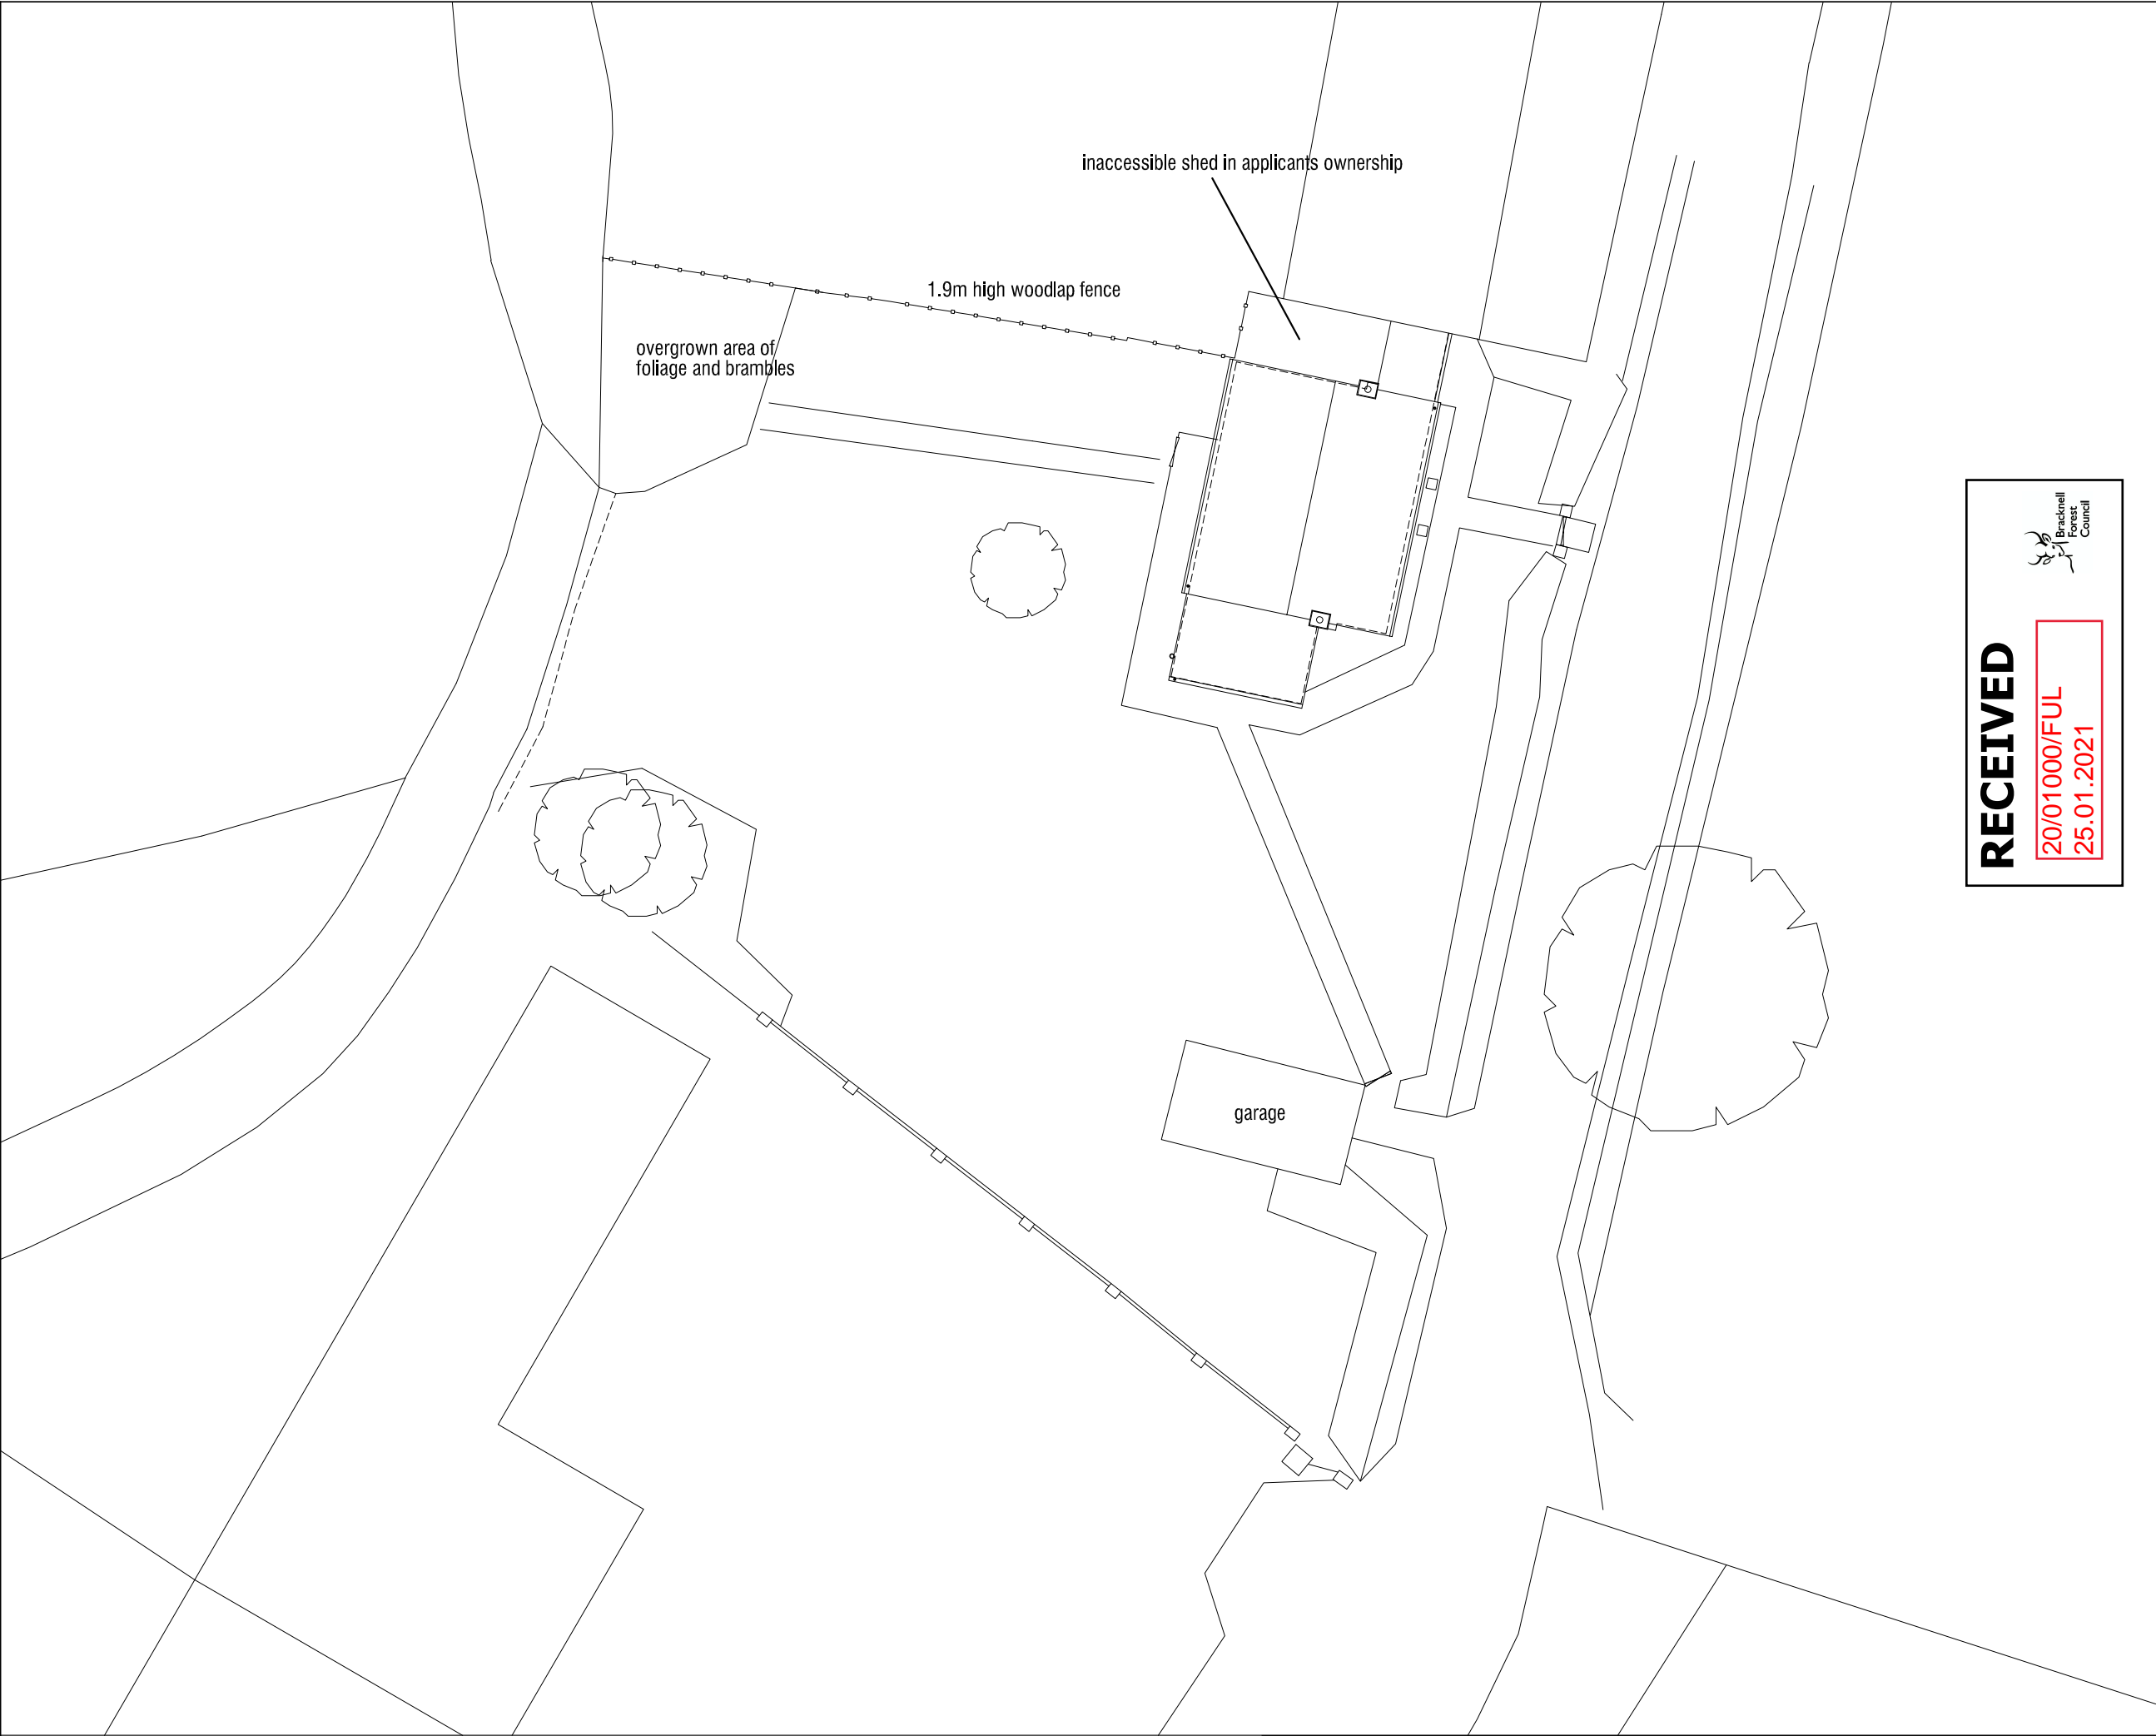 inaccessible shed in applicants ownership
1.9m high woodlap fence
overgrown area of
foliage and brambles
garage
RECEIVED
20/01000/FUL
25.01.2021
Bracknell
Forest
Council